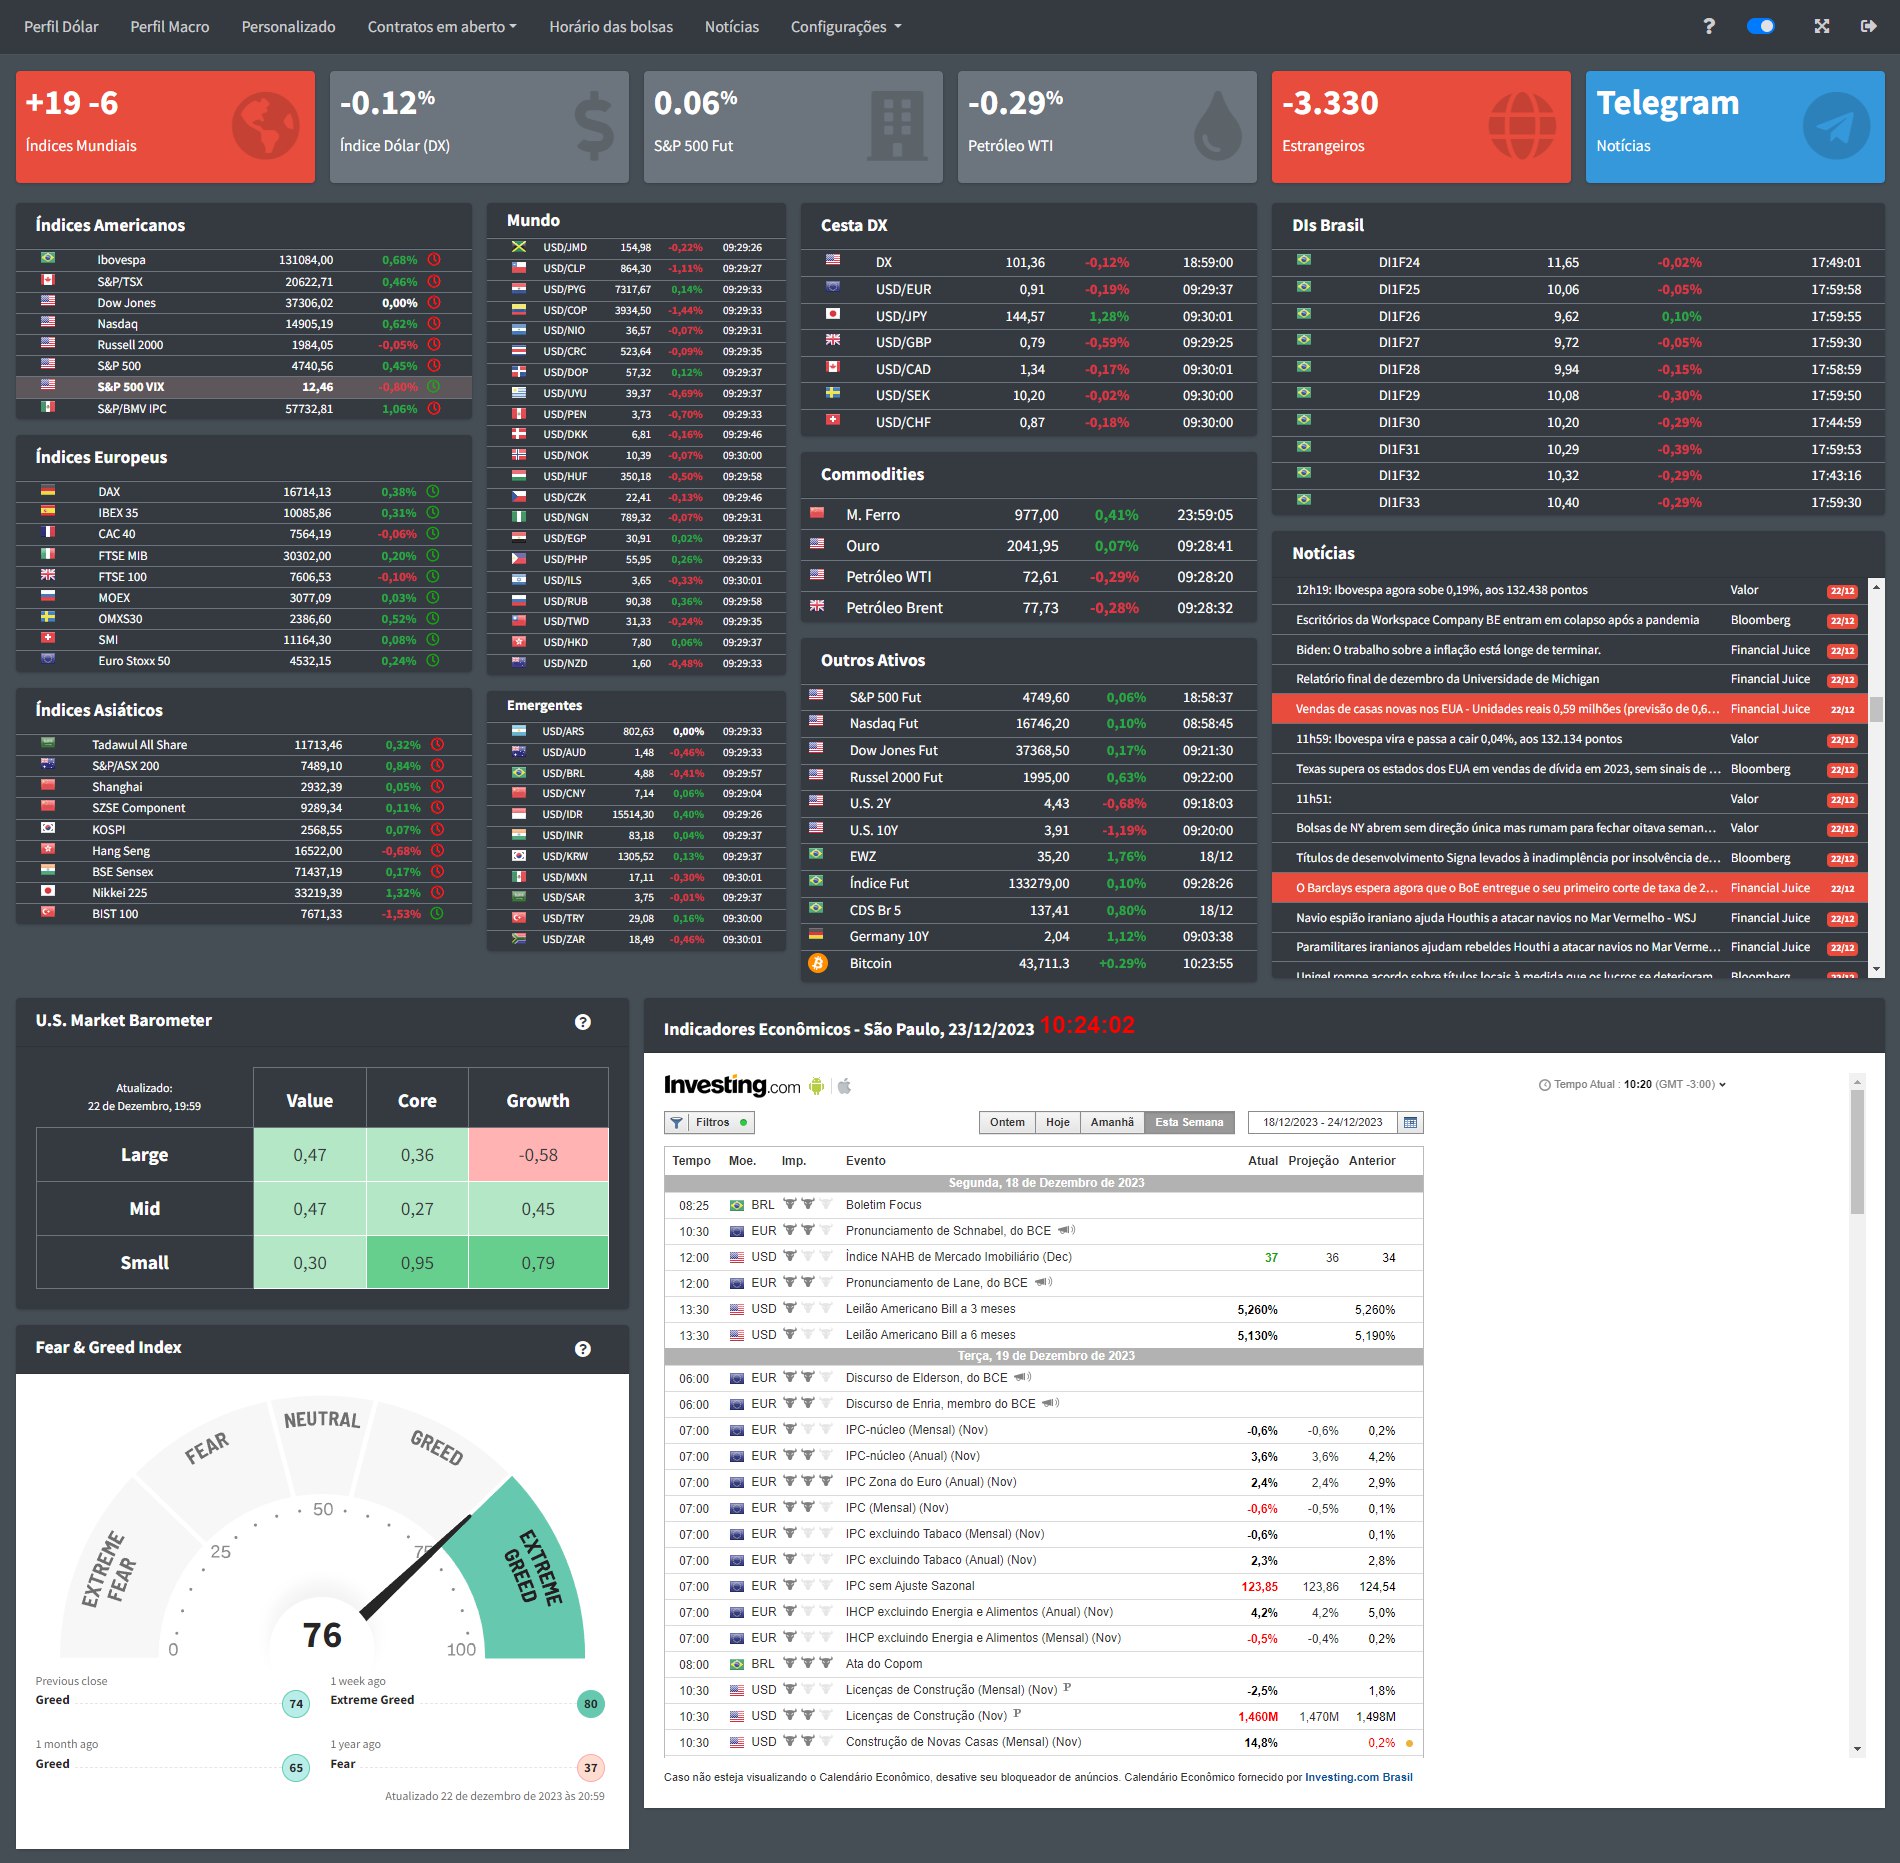 Perfil Dólar Perfil Macro Personalizado Contratos em aberto Horário das bolsas Notícias Configurações ?
+19 -6
Índices Mundiais
-0.12%
Índice Dólar (DX)
0.06%
S&P 500 Fut
-0.29%
Petróleo WTI
-3.330
Estrangeiros
Telegram
Notícias
Índices Americanos
Ibovespa 131084,00 0,68%
S&P/TSX 20622,71 0,46%
Dow Jones 37306,02 0,00%
Nasdaq 14905,19 0,62%
Russell 2000 1984,05 -0,05%
S&P 500 4740,56 0,45%
S&P 500 VIX 12,46 -0,80%
S&P/BMV IPC 57732,81 1,06%
Índices Europeus
DAX 16714,13 0,38%
IBEX 35 10085,86 0,31%
CAC 40 7564,19 -0,06%
FTSE MIB 30302,00 0,20%
FTSE 100 7606,53 -0,10%
MOEX 3077,09 0,03%
OMXS30 2386,60 0,52%
SMI 11164,30 0,08%
Euro Stoxx 50 4532,15 0,24%
Índices Asiáticos
Tadawul All Share 11713,46 0,32%
S&P/ASX 200 7489,10 0,84%
Shanghai 2932,39 0,05%
SZSE Component 9289,34 0,11%
KOSPI 2568,55 0,07%
Hang Seng 16522,00 -0,68%
BSE Sensex 71437,19 0,17%
Nikkei 225 33219,39 1,32%
BIST 100 7671,33 -1,53%
Mundo
USD/JMD 154,98 -0,22% 09:29:26
USD/CLP 864,30 -1,11% 09:29:27
USD/PYG 7317,67 0,14% 09:29:33
USD/COP 3934,50 -1,44% 09:29:33
USD/NIO 36,57 -0,07% 09:29:31
USD/CRC 523,64 -0,09% 09:29:35
USD/DOP 57,32 0,12% 09:29:37
USD/UYU 39,37 -0,69% 09:29:37
USD/PEN 3,73 -0,70% 09:29:33
USD/DKK 6,81 -0,16% 09:29:46
USD/NOK 10,39 -0,07% 09:30:00
USD/HUF 350,18 -0,50% 09:29:58
USD/CZK 22,41 -0,13% 09:29:46
USD/NGN 789,32 -0,07% 09:29:31
USD/EGP 30,91 0,02% 09:29:37
USD/PHP 55,95 0,26% 09:29:33
USD/ILS 3,65 -0,33% 09:30:01
USD/RUB 90,38 0,36% 09:29:58
USD/TWD 31,33 -0,24% 09:29:35
USD/HKD 7,80 0,06% 09:29:37
USD/NZD 1,60 -0,48% 09:29:33
Emergentes
USD/ARS 802,63 0,00% 09:29:33
USD/AUD 1,48 -0,46% 09:29:33
USD/BRL 4,88 -0,41% 09:29:57
USD/CNY 7,14 0,06% 09:29:04
USD/IDR 15514,30 0,40% 09:29:26
USD/INR 83,18 0,04% 09:29:37
USD/KRW 1305,52 0,13% 09:29:37
USD/MXN 17,11 -0,30% 09:30:01
USD/SAR 3,75 -0,01% 09:29:37
USD/TRY 29,08 0,16% 09:30:00
USD/ZAR 18,49 -0,46% 09:30:01
Cesta DX
DX 101,36 -0,12% 18:59:00
USD/EUR 0,91 -0,19% 09:29:37
USD/JPY 144,57 1,28% 09:30:01
USD/GBP 0,79 -0,59% 09:29:25
USD/CAD 1,34 -0,17% 09:30:01
USD/SEK 10,20 -0,02% 09:30:00
USD/CHF 0,87 -0,18% 09:30:00
Commodities
M. Ferro 977,00 0,41% 23:59:05
Ouro 2041,95 0,07% 09:28:41
Petróleo WTI 72,61 -0,29% 09:28:20
Petróleo Brent 77,73 -0,28% 09:28:32
Outros Ativos
S&P 500 Fut 4749,60 0,06% 18:58:37
Nasdaq Fut 16746,20 0,10% 08:58:45
Dow Jones Fut 37368,50 0,17% 09:21:30
Russel 2000 Fut 1995,00 0,63% 09:22:00
U.S. 2Y 4,43 -0,68% 09:18:03
U.S. 10Y 3,91 -1,19% 09:20:00
EWZ 35,20 1,76% 18/12
Índice Fut 133279,00 0,10% 09:28:26
CDS Br 5 137,41 0,80% 18/12
Germany 10Y 2,04 1,12% 09:03:38
Bitcoin 43,711.3 +0.29% 10:23:55
DIs Brasil
DI1F24 11,65 -0,02% 17:49:01
DI1F25 10,06 -0,05% 17:59:58
DI1F26 9,62 0,10% 17:59:55
DI1F27 9,72 -0,05% 17:59:30
DI1F28 9,94 -0,15% 17:58:59
DI1F29 10,08 -0,30% 17:59:50
DI1F30 10,20 -0,29% 17:44:59
DI1F31 10,29 -0,39% 17:59:53
DI1F32 10,32 -0,29% 17:43:16
DI1F33 10,40 -0,29% 17:59:30
Notícias
12h19: Ibovespa agora sobe 0,19%, aos 132.438 pontos Valor 22/12
Escritórios da Workspace Company BE entram em colapso após a pandemia Bloomberg 22/12
Biden: O trabalho sobre a inflação está longe de terminar. Financial Juice 22/12
Relatório final de dezembro da Universidade de Michigan Financial Juice 22/12
Vendas de casas novas nos EUA - Unidades reais 0,59 milhões (previsão de 0,6... Financial Juice 22/12
11h59: Ibovespa vira e passa a cair 0,04%, aos 132.134 pontos Valor 22/12
Texas supera os estados dos EUA em vendas de dívida em 2023, sem sinais de ... Bloomberg 22/12
11h51: Valor 22/12
Bolsas de NY abrem sem direção única mas rumam para fechar oitava seman... Valor 22/12
Títulos de desenvolvimento Signa levados à inadimplência por insolvência de... Bloomberg 22/12
O Barclays espera agora que o BoE entregue o seu primeiro corte de taxa de 2... Financial Juice 22/12
Navio espião iraniano ajuda Houthis a atacar navios no Mar Vermelho - WSJ Financial Juice 22/12
Paramilitares iranianos ajudam rebeldes Houthi a atacar navios no Mar Verme... Financial Juice 22/12
Unigel rompe acordo sobre títulos locais à medida que os lucros se deterioram Bloomberg 22/12
U.S. Market Barometer ?
Atualizado:
22 de Dezembro, 19:59
Value Core Growth
Large 0,47 0,36 -0,58
Mid 0,47 0,27 0,45
Small 0,30 0,95 0,79
Fear & Greed Index ?
EXTREME FEAR
FEAR
NEUTRAL
GREED
EXTREME GREED
0 25 50 75 100
76
Previous close
Greed 74
1 week ago
Extreme Greed 80
1 month ago
Greed 65
1 year ago
Fear 37
Atualizado 22 de dezembro de 2023 às 20:59
Indicadores Econômicos - São Paulo, 23/12/2023 10:24:02
Investing.com
Tempo Atual : 10:20 (GMT -3:00)
Filtros Ontem Hoje Amanhã Esta Semana 18/12/2023 - 24/12/2023
Tempo Moe. Imp. Evento Atual Projeção Anterior
Segunda, 18 de Dezembro de 2023
08:25 BRL Boletim Focus
10:30 EUR Pronunciamento de Schnabel, do BCE
12:00 USD Índice NAHB de Mercado Imobiliário (Dec) 37 36 34
12:00 EUR Pronunciamento de Lane, do BCE
13:30 USD Leilão Americano Bill a 3 meses 5,260% 5,260%
13:30 USD Leilão Americano Bill a 6 meses 5,130% 5,190%
Terça, 19 de Dezembro de 2023
06:00 EUR Discurso de Elderson, do BCE
06:00 EUR Discurso de Enria, membro do BCE
07:00 EUR IPC-núcleo (Mensal) (Nov) -0,6% -0,6% 0,2%
07:00 EUR IPC-núcleo (Anual) (Nov) 3,6% 3,6% 4,2%
07:00 EUR IPC Zona do Euro (Anual) (Nov) 2,4% 2,4% 2,9%
07:00 EUR IPC (Mensal) (Nov) -0,6% -0,5% 0,1%
07:00 EUR IPC excluindo Tabaco (Mensal) (Nov) -0,6% 0,1%
07:00 EUR IPC excluindo Tabaco (Anual) (Nov) 2,3% 2,8%
07:00 EUR IPC sem Ajuste Sazonal 123,85 123,86 124,54
07:00 EUR IHCP excluindo Energia e Alimentos (Anual) (Nov) 4,2% 4,2% 5,0%
07:00 EUR IHCP excluindo Energia e Alimentos (Mensal) (Nov) -0,5% -0,4% 0,2%
08:00 BRL Ata do Copom
10:30 USD Licenças de Construção (Mensal) (Nov) P -2,5% 1,8%
10:30 USD Licenças de Construção (Nov) P 1,460M 1,470M 1,498M
10:30 USD Construção de Novas Casas (Mensal) (Nov) 14,8% 0,2%
Caso não esteja visualizando o Calendário Econômico, desative seu bloqueador de anúncios. Calendário Econômico fornecido por Investing.com Brasil